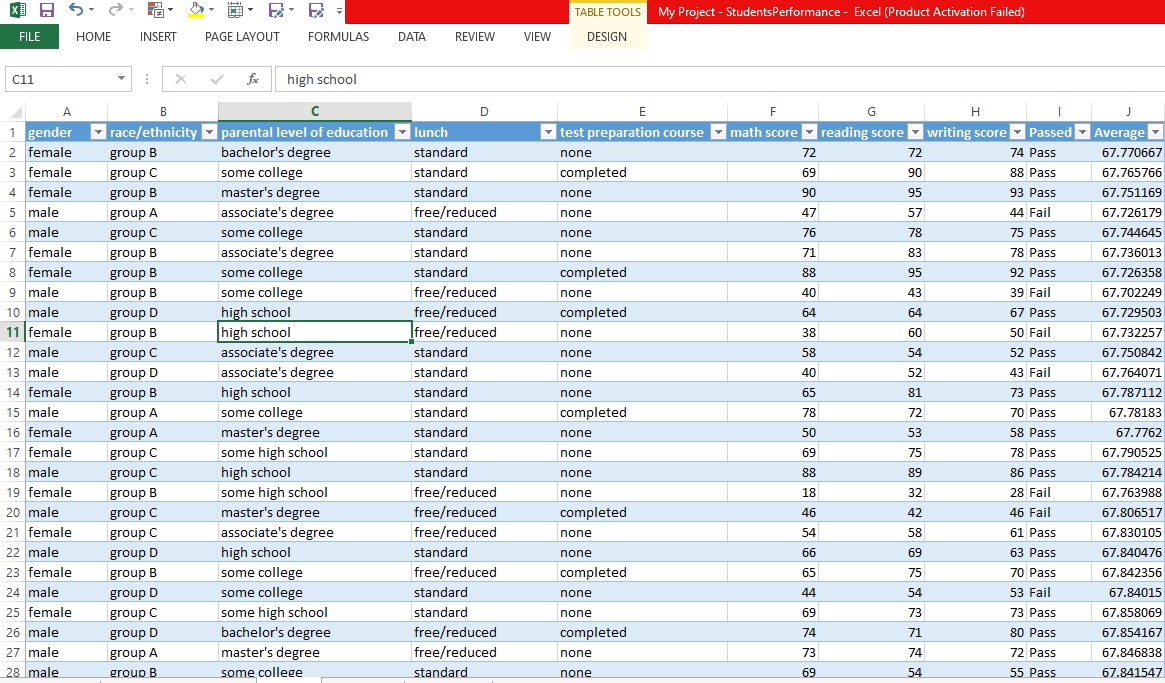 My Project - StudentsPerformance - Excel (Product Activation Failed)
TABLE TOOLS
FILE HOME INSERT PAGE LAYOUT FORMULAS DATA REVIEW VIEW DESIGN
C11 fx high school
A B C D E F G H I J
1 gender race/ethnicity parental level of education lunch test preparation course math score reading score writing score Passed Average
2 female group B bachelor's degree standard none 72 72 74 Pass 67.770667
3 female group C some college standard completed 69 90 88 Pass 67.765766
4 female group B master's degree standard none 90 95 93 Pass 67.751169
5 male group A associate's degree free/reduced none 47 57 44 Fail 67.726179
6 male group C some college standard none 76 78 75 Pass 67.744645
7 female group B associate's degree standard none 71 83 78 Pass 67.736013
8 female group B some college standard completed 88 95 92 Pass 67.726358
9 male group B some college free/reduced none 40 43 39 Fail 67.702249
10 male group D high school free/reduced completed 64 64 67 Pass 67.729503
11 female group B high school free/reduced none 38 60 50 Fail 67.732257
12 male group C associate's degree standard none 58 54 52 Pass 67.750842
13 male group D associate's degree standard none 40 52 43 Fail 67.764071
14 female group B high school standard none 65 81 73 Pass 67.787112
15 male group A some college standard completed 78 72 70 Pass 67.78183
16 female group A master's degree standard none 50 53 58 Pass 67.7762
17 female group C some high school standard none 69 75 78 Pass 67.790525
18 male group C high school standard none 88 89 86 Pass 67.784214
19 female group B some high school free/reduced none 18 32 28 Fail 67.763988
20 male group C master's degree free/reduced completed 46 42 46 Fail 67.806517
21 female group C associate's degree free/reduced none 54 58 61 Pass 67.830105
22 male group D high school standard none 66 69 63 Pass 67.840476
23 female group B some college free/reduced completed 65 75 70 Pass 67.842356
24 male group D some college standard none 44 54 53 Fail 67.84015
25 female group C some high school standard none 69 73 73 Pass 67.858069
26 male group D bachelor's degree free/reduced completed 74 71 80 Pass 67.854167
27 male group A master's degree free/reduced none 73 74 72 Pass 67.846838
28 male group B some college standard none 69 54 55 Pass 67.841547